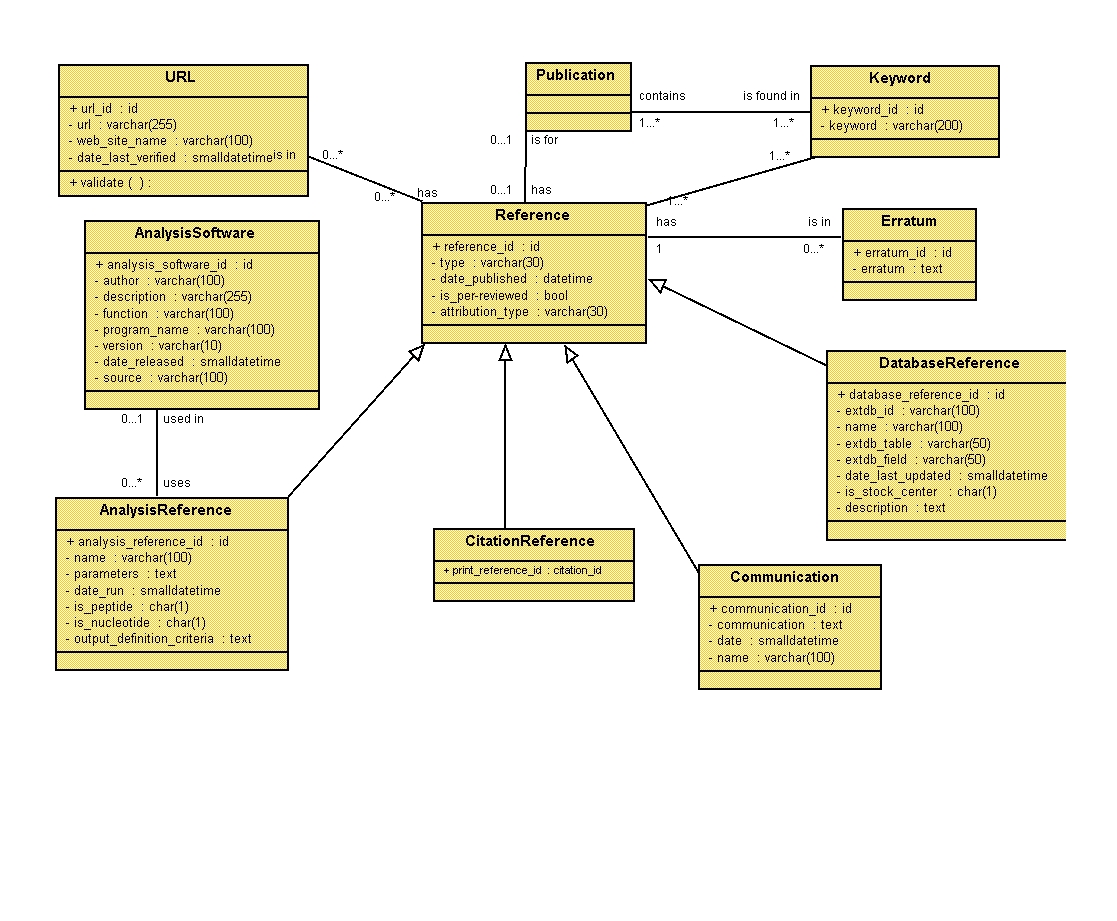 URL
+ url_id : id
- url : varchar(255)
- web_site_name : varchar(100)
- date_last_verified : smalldatetime
+ validate ( ) :
is in
0...*
0...*
has
Publication
contains
is found in
1...*
1...*
Keyword
+ keyword_id : id
- keyword : varchar(200)
0...1
is for
0...1
has
1...*
1...*
Reference
+ reference_id : id
- type : varchar(30)
- date_published : datetime
- is_per-reviewed : bool
- attribution_type : varchar(30)
has
is in
1
0...*
Erratum
+ erratum_id : id
- erratum : text
AnalysisSoftware
+ analysis_software_id : id
- author : varchar(100)
- description : varchar(255)
- function : varchar(100)
- program_name : varchar(100)
- version : varchar(10)
- date_released : smalldatetime
- source : varchar(100)
0...1
used in
0...*
uses
DatabaseReference
+ database_reference_id : id
- extdb_id : varchar(100)
- name : varchar(100)
- extdb_table : varchar(50)
- extdb_field : varchar(50)
- date_last_updated : smalldatetime
- is_stock_center : char(1)
- description : text
AnalysisReference
+ analysis_reference_id : id
- name : varchar(100)
- parameters : text
- date_run : smalldatetime
- is_peptide : char(1)
- is_nucleotide : char(1)
- output_definition_criteria : text
CitationReference
+ print_reference_id : citation_id
Communication
+ communication_id : id
- communication : text
- date : smalldatetime
- name : varchar(100)